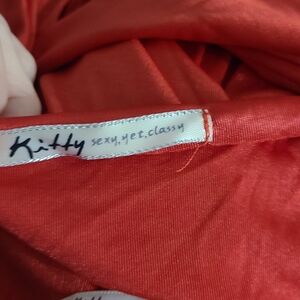 Kitty sexy, yet, classy